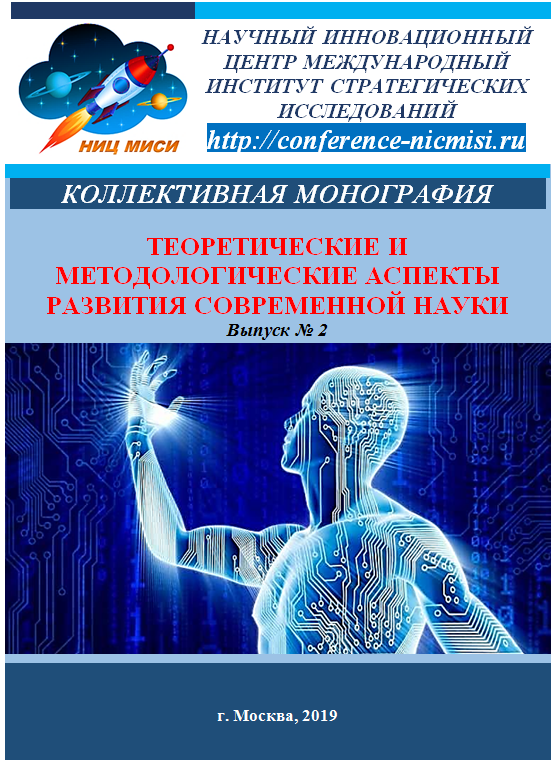 НАУЧНЫЙ ИННОВАЦИОННЫЙ
ЦЕНТР МЕЖДУНАРОДНЫЙ
ИНСТИТУТ СТРАТЕГИЧЕСКИХ
ИССЛЕДОВАНИЙ
НИЦ МИСИ
http://conference-nicmisi.ru
КОЛЛЕКТИВНАЯ МОНОГРАФИЯ
ТЕОРЕТИЧЕСКИЕ И
МЕТОДОЛОГИЧЕСКИЕ АСПЕКТЫ
РАЗВИТИЯ СОВРЕМЕННОЙ НАУКИ
Выпуск № 2
г. Москва, 2019